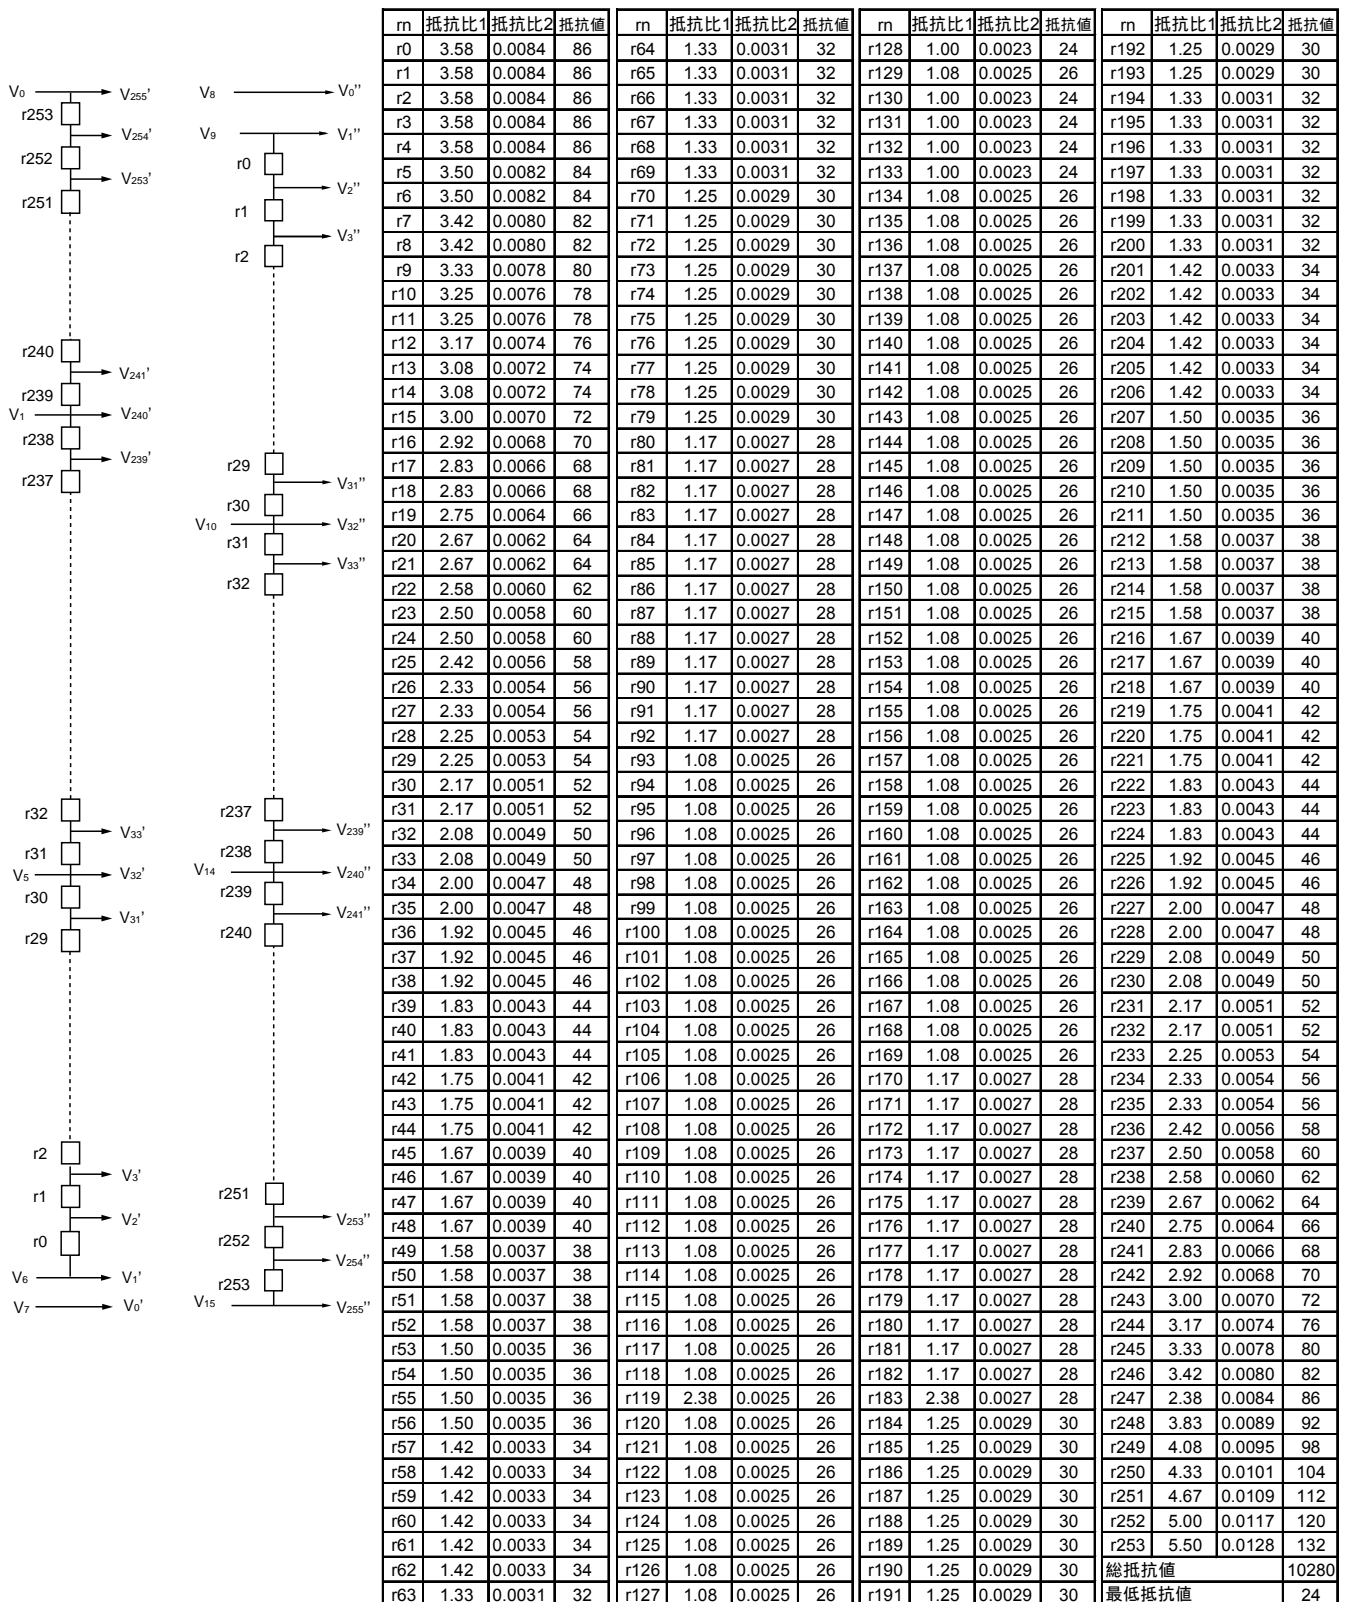 V0 V255'
r253
V254'
r252
V253'
r251
r240
V241'
r239
V1 V240'
r238
V239'
r237
r32
V33'
r31
V5 V32'
r30
V31'
r29
r2
V3'
r1
V2'
r0
V6 V1'
V7 V0'
V8 V0''
V9 V1''
r0
V2''
r1
V3''
r2
r29
V31''
r30
V10 V32''
r31
V33''
r32
r237
V239''
r238
V14 V240''
r239
V241''
r240
r251
V253''
r252
V254''
r253
V15 V255''
rn 抵抗比1 抵抗比2 抵抗値 rn 抵抗比1 抵抗比2 抵抗値 rn 抵抗比1 抵抗比2 抵抗値 rn 抵抗比1 抵抗比2 抵抗値
r0 3.58 0.0084 86 r64 1.33 0.0031 32 r128 1.00 0.0023 24 r192 1.25 0.0029 30
r1 3.58 0.0084 86 r65 1.33 0.0031 32 r129 1.08 0.0025 26 r193 1.25 0.0029 30
r2 3.58 0.0084 86 r66 1.33 0.0031 32 r130 1.00 0.0023 24 r194 1.33 0.0031 32
r3 3.58 0.0084 86 r67 1.33 0.0031 32 r131 1.00 0.0023 24 r195 1.33 0.0031 32
r4 3.58 0.0084 86 r68 1.33 0.0031 32 r132 1.00 0.0023 24 r196 1.33 0.0031 32
r5 3.50 0.0082 84 r69 1.33 0.0031 32 r133 1.00 0.0023 24 r197 1.33 0.0031 32
r6 3.50 0.0082 84 r70 1.25 0.0029 30 r134 1.08 0.0025 26 r198 1.33 0.0031 32
r7 3.42 0.0080 82 r71 1.25 0.0029 30 r135 1.08 0.0025 26 r199 1.33 0.0031 32
r8 3.42 0.0080 82 r72 1.25 0.0029 30 r136 1.08 0.0025 26 r200 1.33 0.0031 32
r9 3.33 0.0078 80 r73 1.25 0.0029 30 r137 1.08 0.0025 26 r201 1.42 0.0033 34
r10 3.25 0.0076 78 r74 1.25 0.0029 30 r138 1.08 0.0025 26 r202 1.42 0.0033 34
r11 3.25 0.0076 78 r75 1.25 0.0029 30 r139 1.08 0.0025 26 r203 1.42 0.0033 34
r12 3.17 0.0074 76 r76 1.25 0.0029 30 r140 1.08 0.0025 26 r204 1.42 0.0033 34
r13 3.08 0.0072 74 r77 1.25 0.0029 30 r141 1.08 0.0025 26 r205 1.42 0.0033 34
r14 3.08 0.0072 74 r78 1.25 0.0029 30 r142 1.08 0.0025 26 r206 1.42 0.0033 34
r15 3.00 0.0070 72 r79 1.25 0.0029 30 r143 1.08 0.0025 26 r207 1.50 0.0035 36
r16 2.92 0.0068 70 r80 1.17 0.0027 28 r144 1.08 0.0025 26 r208 1.50 0.0035 36
r17 2.83 0.0066 68 r81 1.17 0.0027 28 r145 1.08 0.0025 26 r209 1.50 0.0035 36
r18 2.83 0.0066 68 r82 1.17 0.0027 28 r146 1.08 0.0025 26 r210 1.50 0.0035 36
r19 2.75 0.0064 66 r83 1.17 0.0027 28 r147 1.08 0.0025 26 r211 1.50 0.0035 36
r20 2.67 0.0062 64 r84 1.17 0.0027 28 r148 1.08 0.0025 26 r212 1.58 0.0037 38
r21 2.67 0.0062 64 r85 1.17 0.0027 28 r149 1.08 0.0025 26 r213 1.58 0.0037 38
r22 2.58 0.0060 62 r86 1.17 0.0027 28 r150 1.08 0.0025 26 r214 1.58 0.0037 38
r23 2.50 0.0058 60 r87 1.17 0.0027 28 r151 1.08 0.0025 26 r215 1.58 0.0037 38
r24 2.50 0.0058 60 r88 1.17 0.0027 28 r152 1.08 0.0025 26 r216 1.67 0.0039 40
r25 2.42 0.0056 58 r89 1.17 0.0027 28 r153 1.08 0.0025 26 r217 1.67 0.0039 40
r26 2.33 0.0054 56 r90 1.17 0.0027 28 r154 1.08 0.0025 26 r218 1.67 0.0039 40
r27 2.33 0.0054 56 r91 1.17 0.0027 28 r155 1.08 0.0025 26 r219 1.75 0.0041 42
r28 2.25 0.0053 54 r92 1.17 0.0027 28 r156 1.08 0.0025 26 r220 1.75 0.0041 42
r29 2.25 0.0053 54 r93 1.08 0.0025 26 r157 1.08 0.0025 26 r221 1.75 0.0041 42
r30 2.17 0.0051 52 r94 1.08 0.0025 26 r158 1.08 0.0025 26 r222 1.83 0.0043 44
r31 2.17 0.0051 52 r95 1.08 0.0025 26 r159 1.08 0.0025 26 r223 1.83 0.0043 44
r32 2.08 0.0049 50 r96 1.08 0.0025 26 r160 1.08 0.0025 26 r224 1.83 0.0043 44
r33 2.08 0.0049 50 r97 1.08 0.0025 26 r161 1.08 0.0025 26 r225 1.92 0.0045 46
r34 2.00 0.0047 48 r98 1.08 0.0025 26 r162 1.08 0.0025 26 r226 1.92 0.0045 46
r35 2.00 0.0047 48 r99 1.08 0.0025 26 r163 1.08 0.0025 26 r227 2.00 0.0047 48
r36 1.92 0.0045 46 r100 1.08 0.0025 26 r164 1.08 0.0025 26 r228 2.00 0.0047 48
r37 1.92 0.0045 46 r101 1.08 0.0025 26 r165 1.08 0.0025 26 r229 2.08 0.0049 50
r38 1.92 0.0045 46 r102 1.08 0.0025 26 r166 1.08 0.0025 26 r230 2.08 0.0049 50
r39 1.83 0.0043 44 r103 1.08 0.0025 26 r167 1.08 0.0025 26 r231 2.17 0.0051 52
r40 1.83 0.0043 44 r104 1.08 0.0025 26 r168 1.08 0.0025 26 r232 2.17 0.0051 52
r41 1.83 0.0043 44 r105 1.08 0.0025 26 r169 1.08 0.0025 26 r233 2.25 0.0053 54
r42 1.75 0.0041 42 r106 1.08 0.0025 26 r170 1.17 0.0027 28 r234 2.33 0.0054 56
r43 1.75 0.0041 42 r107 1.08 0.0025 26 r171 1.17 0.0027 28 r235 2.33 0.0054 56
r44 1.75 0.0041 42 r108 1.08 0.0025 26 r172 1.17 0.0027 28 r236 2.42 0.0056 58
r45 1.67 0.0039 40 r109 1.08 0.0025 26 r173 1.17 0.0027 28 r237 2.50 0.0058 60
r46 1.67 0.0039 40 r110 1.08 0.0025 26 r174 1.17 0.0027 28 r238 2.58 0.0060 62
r47 1.67 0.0039 40 r111 1.08 0.0025 26 r175 1.17 0.0027 28 r239 2.67 0.0062 64
r48 1.67 0.0039 40 r112 1.08 0.0025 26 r176 1.17 0.0027 28 r240 2.75 0.0064 66
r49 1.58 0.0037 38 r113 1.08 0.0025 26 r177 1.17 0.0027 28 r241 2.83 0.0066 68
r50 1.58 0.0037 38 r114 1.08 0.0025 26 r178 1.17 0.0027 28 r242 2.92 0.0068 70
r51 1.58 0.0037 38 r115 1.08 0.0025 26 r179 1.17 0.0027 28 r243 3.00 0.0070 72
r52 1.58 0.0037 38 r116 1.08 0.0025 26 r180 1.17 0.0027 28 r244 3.17 0.0074 76
r53 1.50 0.0035 36 r117 1.08 0.0025 26 r181 1.17 0.0027 28 r245 3.33 0.0078 80
r54 1.50 0.0035 36 r118 1.08 0.0025 26 r182 1.17 0.0027 28 r246 3.42 0.0080 82
r55 1.50 0.0035 36 r119 2.38 0.0025 26 r183 2.38 0.0027 28 r247 2.38 0.0084 86
r56 1.50 0.0035 36 r120 1.08 0.0025 26 r184 1.25 0.0029 30 r248 3.83 0.0089 92
r57 1.42 0.0033 34 r121 1.08 0.0025 26 r185 1.25 0.0029 30 r249 4.08 0.0095 98
r58 1.42 0.0033 34 r122 1.08 0.0025 26 r186 1.25 0.0029 30 r250 4.33 0.0101 104
r59 1.42 0.0033 34 r123 1.08 0.0025 26 r187 1.25 0.0029 30 r251 4.67 0.0109 112
r60 1.42 0.0033 34 r124 1.08 0.0025 26 r188 1.25 0.0029 30 r252 5.00 0.0117 120
r61 1.42 0.0033 34 r125 1.08 0.0025 26 r189 1.25 0.0029 30 r253 5.50 0.0128 132
r62 1.42 0.0033 34 r126 1.08 0.0025 26 r190 1.25 0.0029 30 総抵抗値 10280
r63 1.33 0.0031 32 r127 1.08 0.0025 26 r191 1.25 0.0029 30 最低抵抗値 24